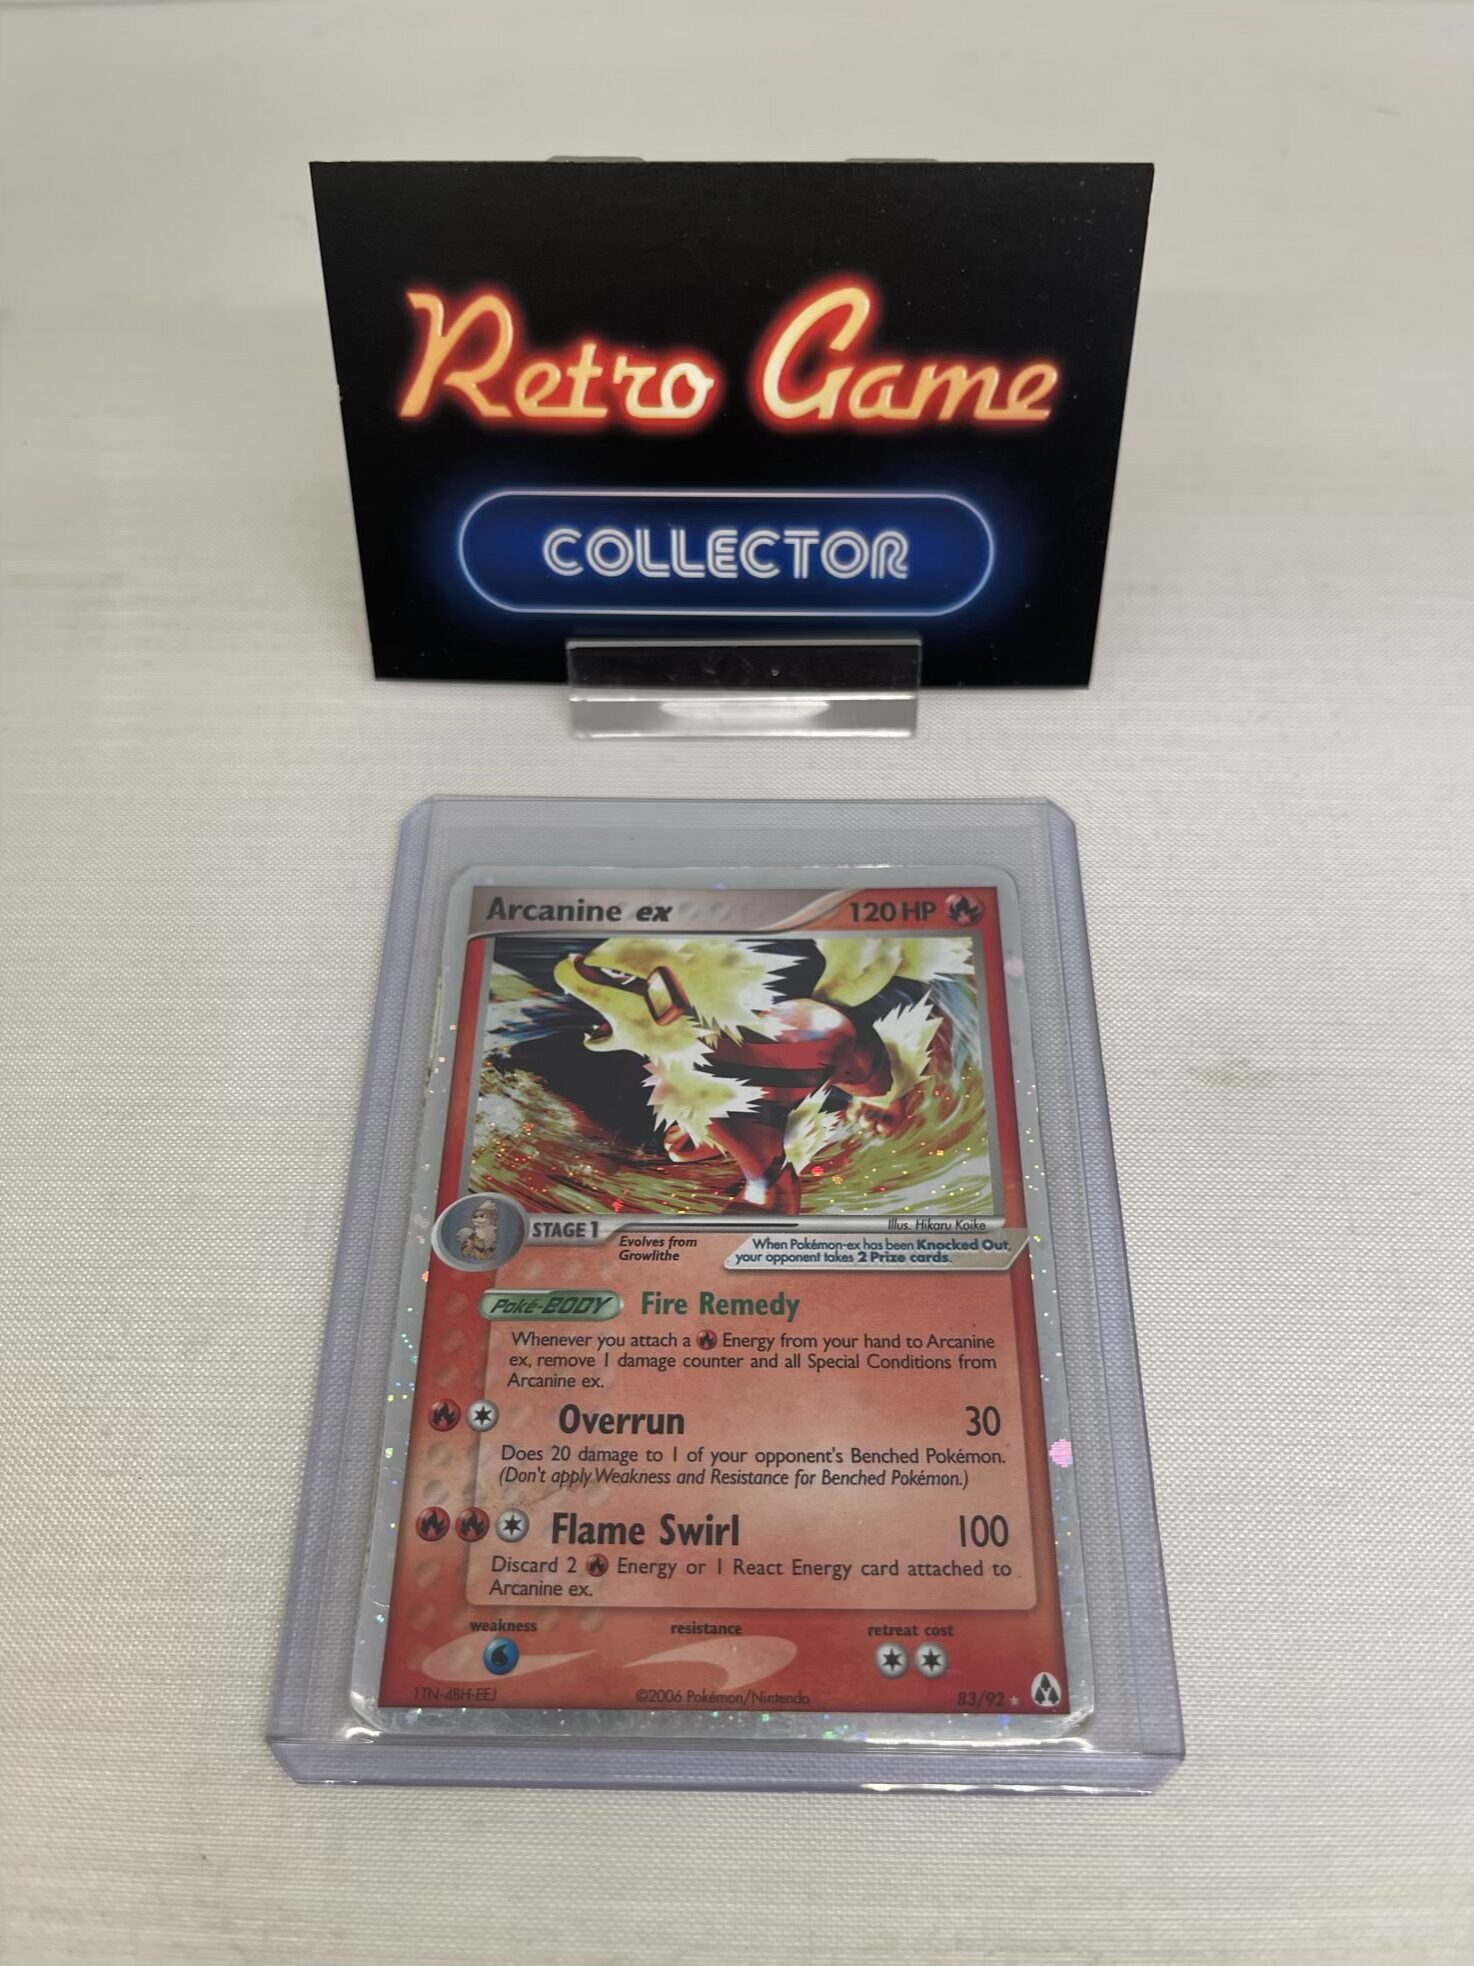 Retro Game
COLLECTOR
Arcanine ex 120 HP
STAGE 1
Illus. Hikaru Koike
Evolves from
Growlithe
When Pokémon-ex has been Knocked Out,
your opponent takes 2 Prize cards.
Poké-BODY Fire Remedy
Whenever you attach a Energy from your hand to Arcanine
ex, remove 1 damage counter and all Special Conditions from
Arcanine ex.
Overrun 30
Does 20 damage to 1 of your opponent's Benched Pokémon.
(Don't apply Weakness and Resistance for Benched Pokémon.)
Flame Swirl 100
Discard 2 Energy or 1 React Energy card attached to
Arcanine ex.
weakness resistance retreat cost
1TN-4BH-EEJ ©2006 Pokémon/Nintendo 83/92